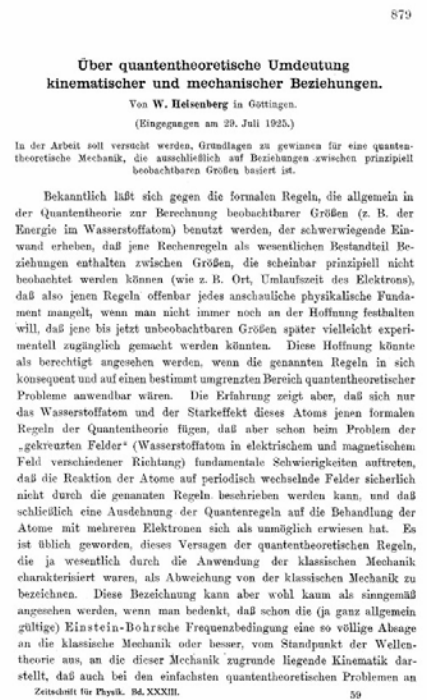 879
Über quantentheoretische Umdeutung
kinematischer und mechanischer Beziehungen.
Von W. Heisenberg in Göttingen.
(Eingegangen am 29. Juli 1925.)
In der Arbeit soll versucht werden, Grundlagen zu gewinnen für eine quanten-
theoretische Mechanik, die ausschließlich auf Beziehungen zwischen prinzipiell
beobachtbaren Größen basiert ist.
Bekanntlich läßt sich gegen die formalen Regeln, die allgemein in
der Quantentheorie zur Berechnung beobachtbarer Größen (z. B. der
Energie im Wasserstoffatom) benutzt werden, der schwerwiegende Ein-
wand erheben, daß jene Rechenregeln als wesentlichen Bestandteil Be-
ziehungen enthalten zwischen Größen, die scheinbar prinzipiell nicht
beobachtet werden können (wie z. B. Ort, Umlaufszeit des Elektrons),
daß also jenen Regeln offenbar jedes anschauliche physikalische Funda-
ment mangelt, wenn man nicht immer noch an der Hoffnung festhalten
will, daß jene bis jetzt unbeobachtbaren Größen später vielleicht experi-
mentell zugänglich gemacht werden könnten. Diese Hoffnung könnte
als berechtigt angesehen werden, wenn die genannten Regeln in sich
konsequent und auf einen bestimmt umgrenzten Bereich quantentheoretischer
Probleme anwendbar wären. Die Erfahrung zeigt aber, daß sich nur
das Wasserstoffatom und der Starkeffekt dieses Atoms jenen formalen
Regeln der Quantentheorie fügen, daß aber schon beim Problem der
„gekreuzten Felder“ (Wasserstoffatom in elektrischem und magnetischem
Feld verschiedener Richtung) fundamentale Schwierigkeiten auftreten,
daß die Reaktion der Atome auf periodisch wechselnde Felder sicherlich
nicht durch die genannten Regeln beschrieben werden kann, und daß
schließlich eine Ausdehnung der Quantenregeln auf die Behandlung der
Atome mit mehreren Elektronen sich als unmöglich erwiesen hat. Es
ist üblich geworden, dieses Versagen der quantentheoretischen Regeln,
die ja wesentlich durch die Anwendung der klassischen Mechanik
charakterisiert waren, als Abweichung von der klassischen Mechanik zu
bezeichnen. Diese Bezeichnung kann aber wohl kaum als sinngemäß
angesehen werden, wenn man bedenkt, daß schon die (ja ganz allgemein
gültige) Einstein-Bohrsche Frequenzbedingung eine so völlige Absage
an die klassische Mechanik oder besser, vom Standpunkt der Wellen-
theorie aus, an die dieser Mechanik zugrunde liegende Kinematik dar-
stellt, daß auch bei den einfachsten quantentheoretischen Problemen an
Zeitschrift für Physik. Bd. XXXIII. 59